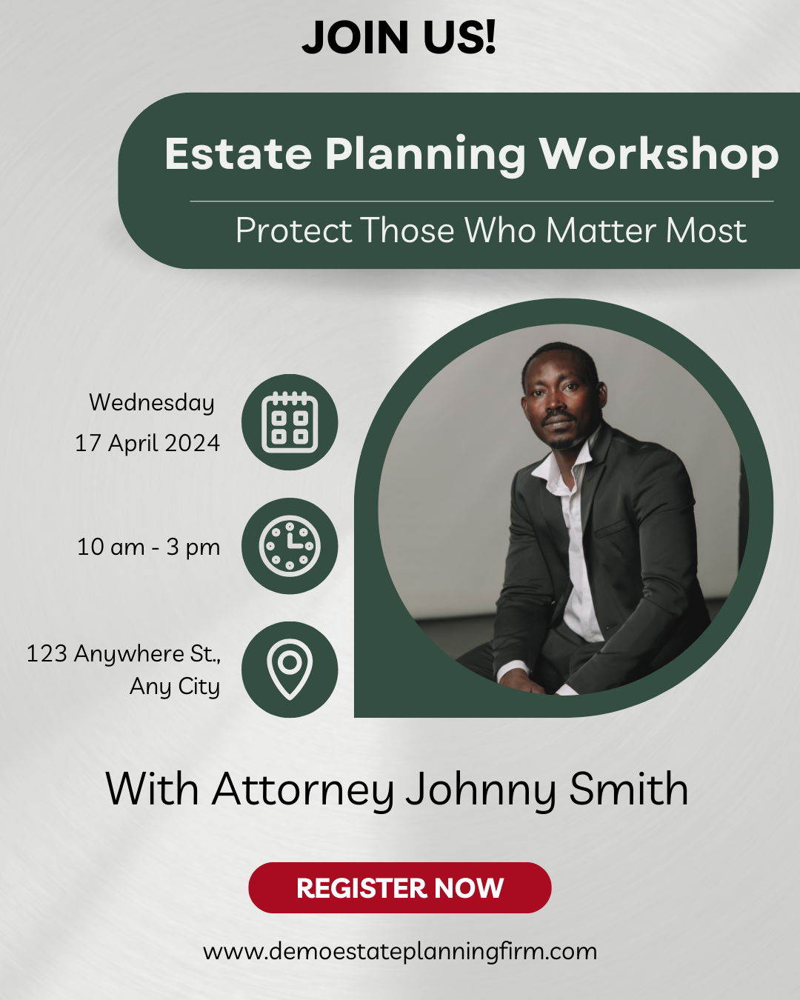 JOIN US!
Estate Planning Workshop
Protect Those Who Matter Most
Wednesday
17 April 2024
10 am - 3 pm
123 Anywhere St.,
Any City
With Attorney Johnny Smith
REGISTER NOW
www.demoestateplanningfirm.com